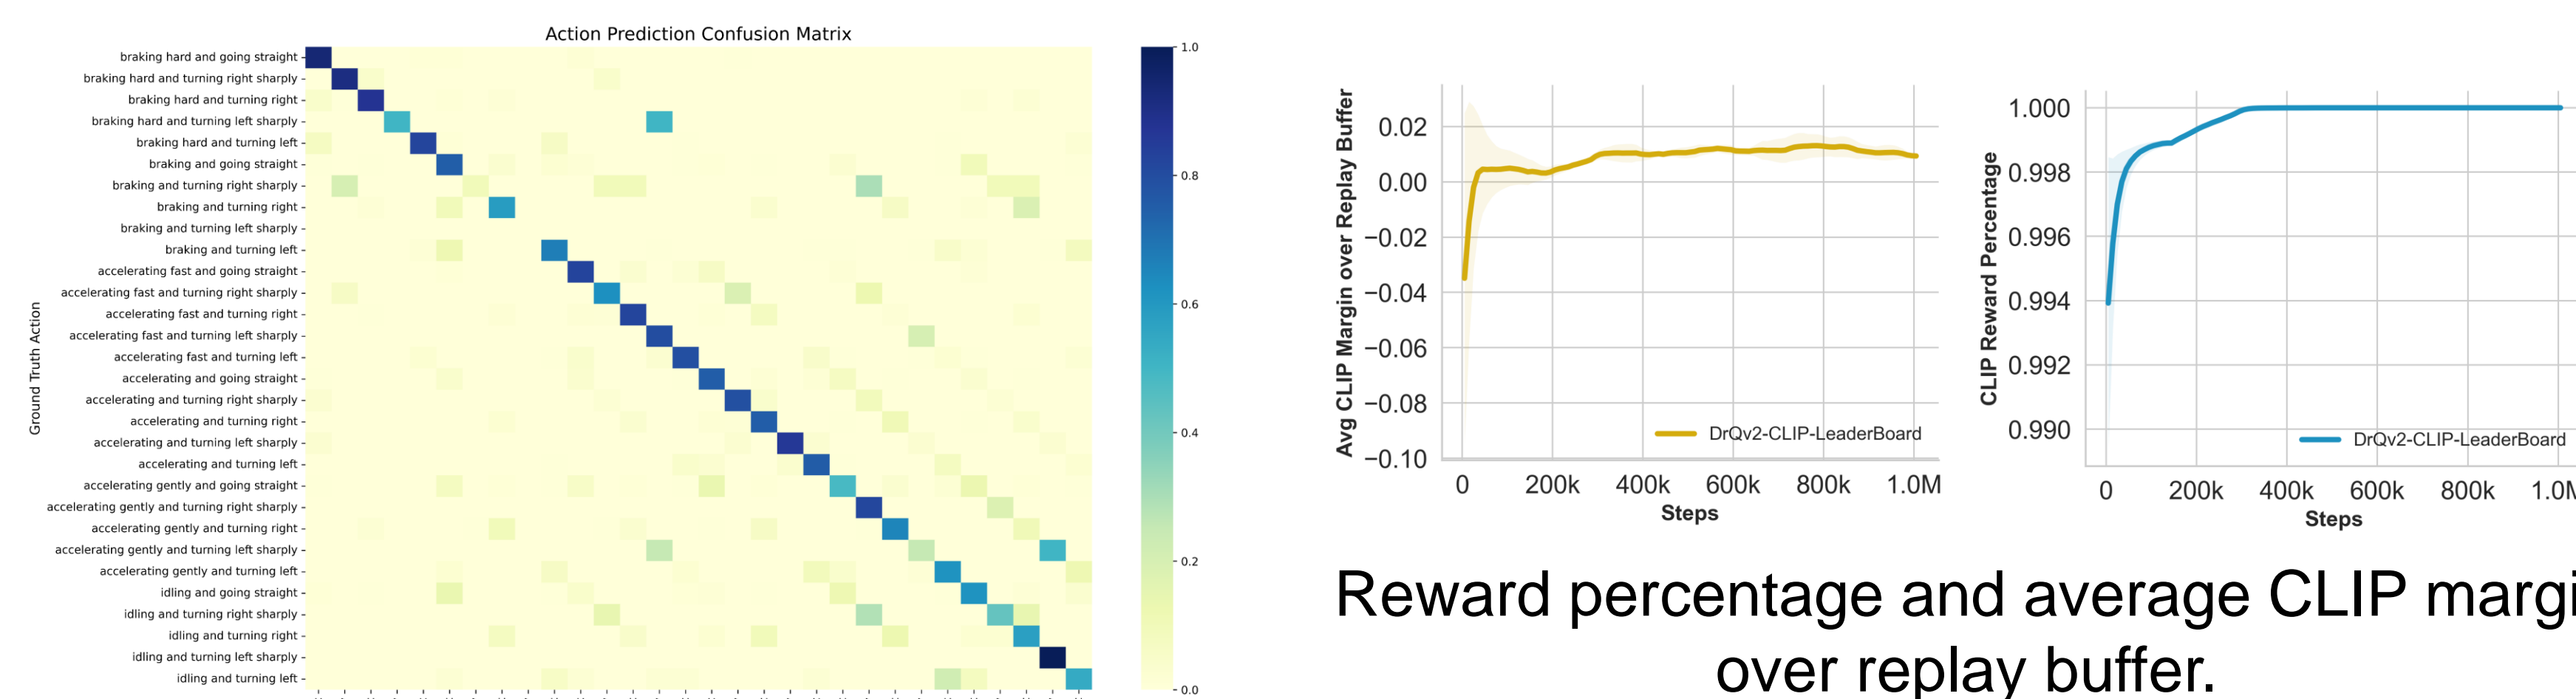 Action Prediction Confusion Matrix
braking hard and going straight
braking hard and turning right sharply
braking hard and turning right
braking hard and turning left sharply
braking hard and turning left
braking and going straight
braking and turning right sharply
braking and turning right
braking and turning left sharply
braking and turning left
accelerating fast and going straight
accelerating fast and turning right sharply
accelerating fast and turning right
accelerating fast and turning left sharply
accelerating fast and turning left
accelerating and going straight
accelerating and turning right sharply
accelerating and turning right
accelerating and turning left sharply
accelerating and turning left
accelerating gently and going straight
accelerating gently and turning right sharply
accelerating gently and turning right
accelerating gently and turning left sharply
accelerating gently and turning left
idling and going straight
idling and turning right sharply
idling and turning right
idling and turning left sharply
idling and turning left
Ground Truth Action
1.0
0.8
0.6
0.4
0.2
0.0
Avg CLIP Margin over Replay Buffer
0.02
0.00
−0.02
−0.04
−0.06
−0.08
−0.10
DrQv2-CLIP-LeaderBoard
0 200k 400k 600k 800k 1.0M
Steps
CLIP Reward Percentage
1.000
0.998
0.996
0.994
0.992
0.990
DrQv2-CLIP-LeaderBoard
0 200k 400k 600k 800k 1.0
Steps
Reward percentage and average CLIP margi
over replay buffer.